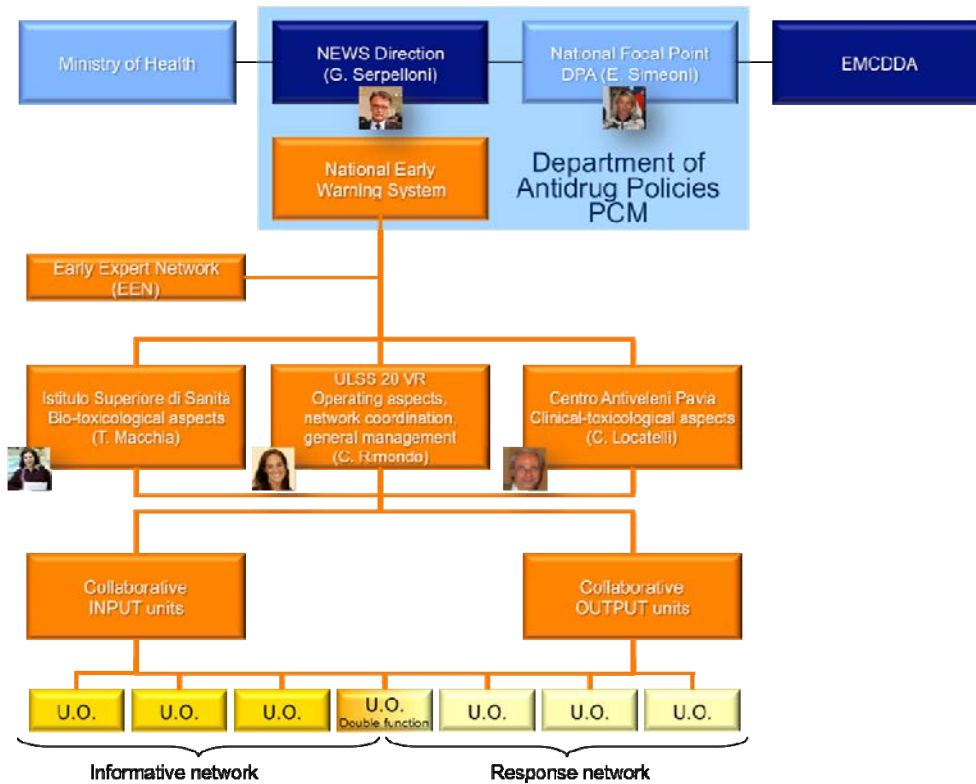 Ministry of Health
NEWS Direction
(G. Serpelloni)
National Focal Point
DPA (E. Simeoni)
EMCDDA
National Early
Warning System
Department of
Antidrug Policies
PCM
Early Expert Network
(EEN)
Istituto Superiore di Sanità
Bio-toxicological aspects
(T. Macchia)
ULSS 20 VR
Operating aspects,
network coordination,
general management
(C. Rimondo)
Centro Antiveleni Pavia
Clinical-toxicological aspects
(C. Locatelli)
Collaborative
INPUT units
Collaborative
OUTPUT units
U.O.
U.O.
U.O.
U.O.
Double function
U.O.
U.O.
U.O.
Informative network
Response network